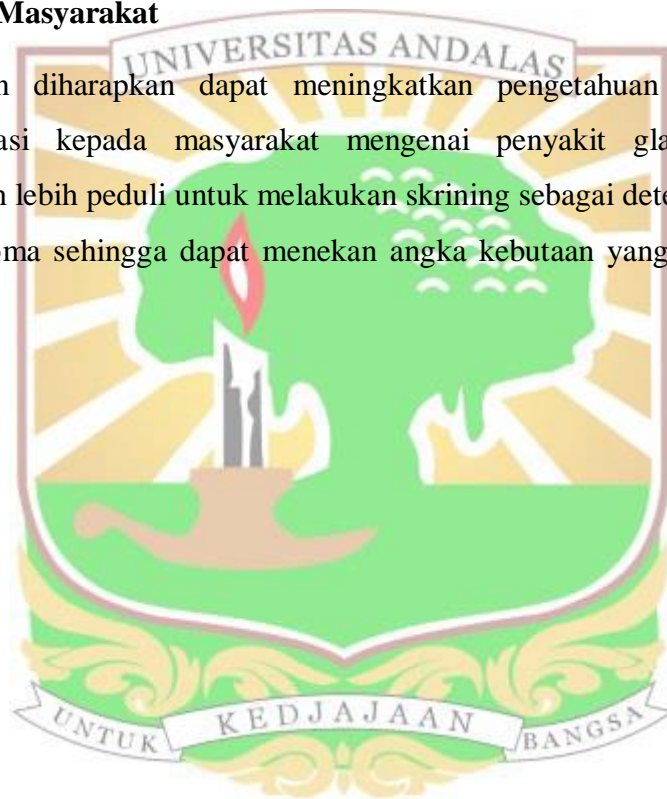 Masyarakat
UNIVERSITAS ANDALAS
diharapkan dapat meningkatkan pengetahuan
kepada masyarakat mengenai penyakit
lebih peduli untuk melakukan skrining sebagai
sehingga dapat menekan angka kebutaan yang
UNTUK KEDJAJAAN BANGSA